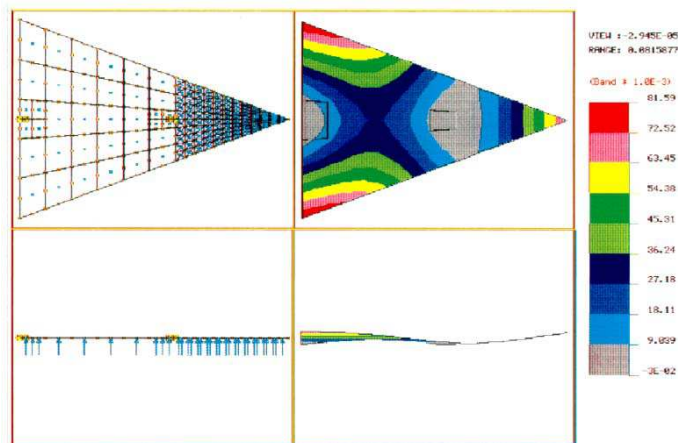 VIEW : -2.945E-05
RANGE: 0.0815877
(Band * 1.0E-3)
81.59
72.52
63.45
54.38
45.31
36.24
27.18
18.11
9.039
-3E-02